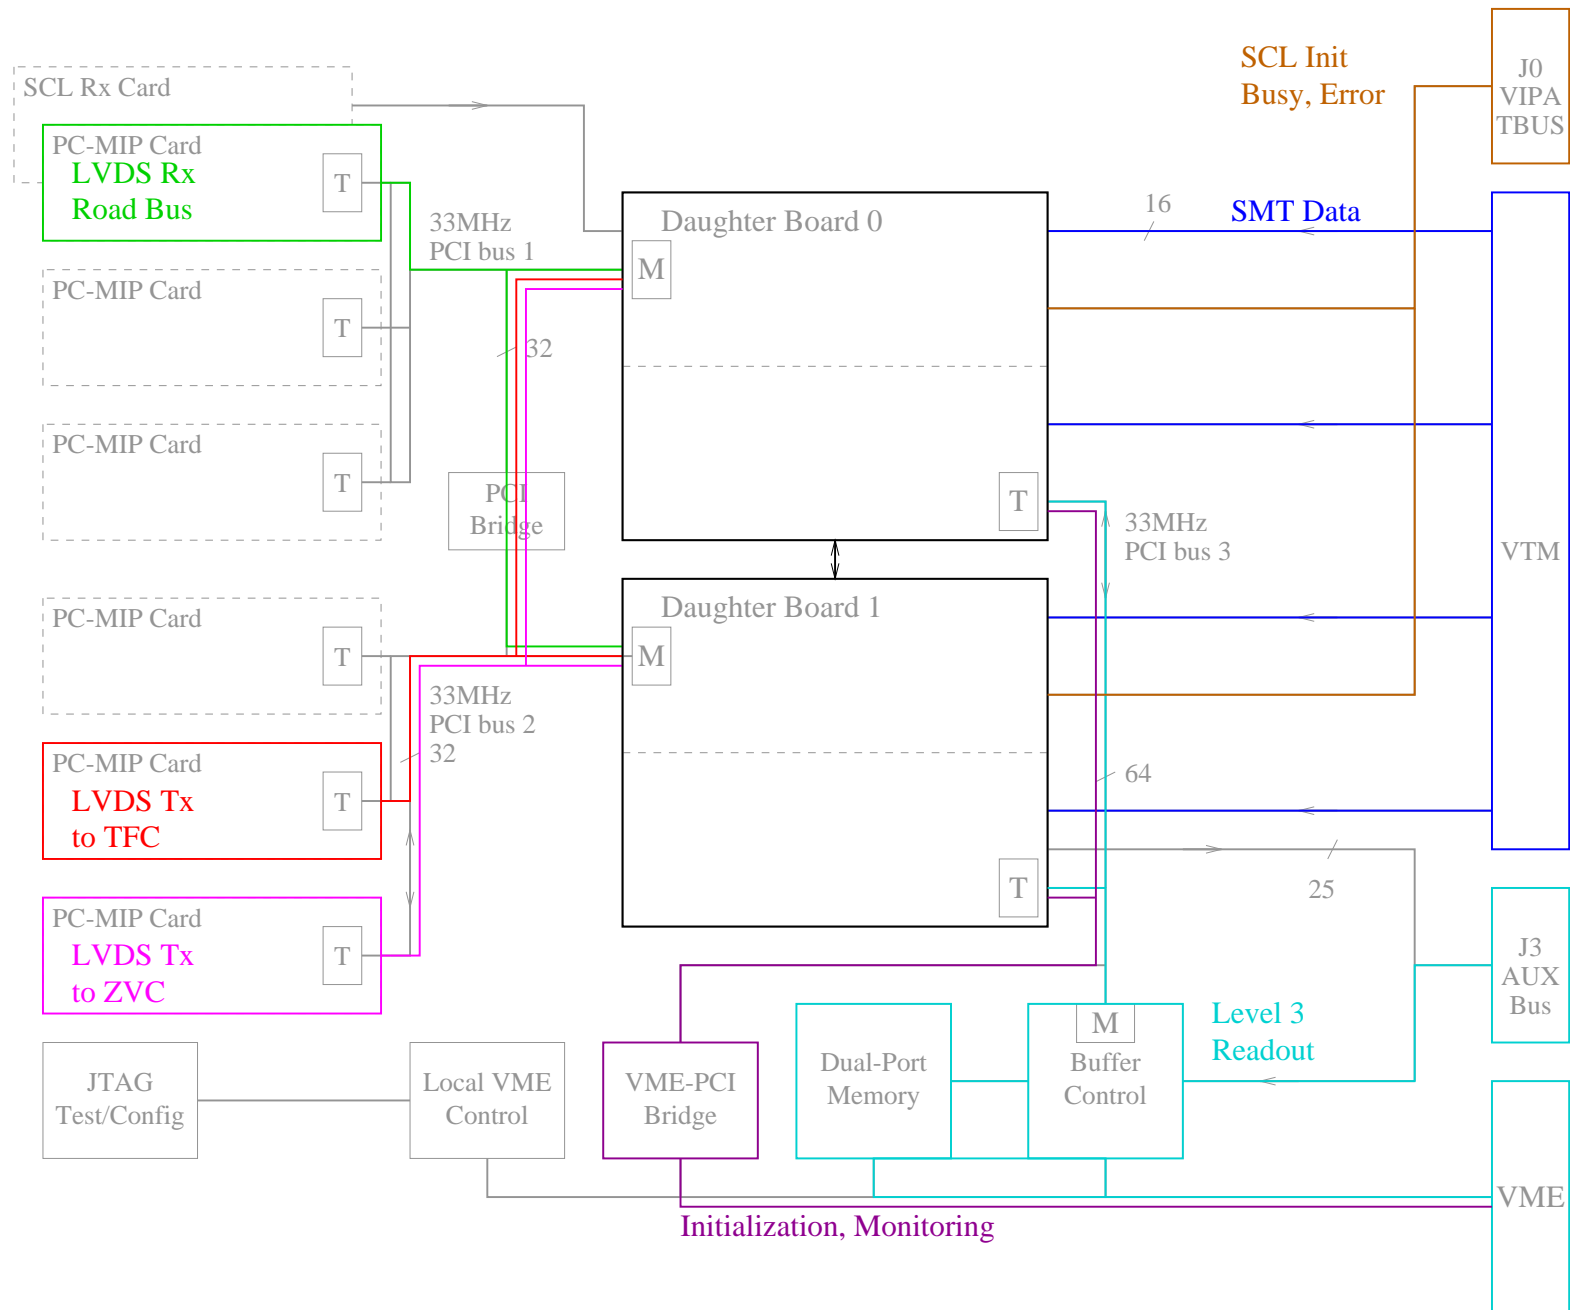 SCL Rx Card
PC-MIP Card
LVDS Rx
Road Bus
T
33MHz
PCI bus 1
PC-MIP Card
T
32
PC-MIP Card
T
PCI
Bridge
PC-MIP Card
T
33MHz
PCI bus 2
32
PC-MIP Card
LVDS Tx
to TFC
T
PC-MIP Card
LVDS Tx
to ZVC
T
Daughter Board 0
M
T
Daughter Board 1
M
T
33MHz
PCI bus 3
64
25
16
SMT Data
SCL Init
Busy, Error
J0
VIPA
TBUS
VTM
J3
AUX
Bus
VME
Level 3
Readout
JTAG
Test/Config
Local VME
Control
VME-PCI
Bridge
Dual-Port
Memory
M
Buffer
Control
Initialization, Monitoring